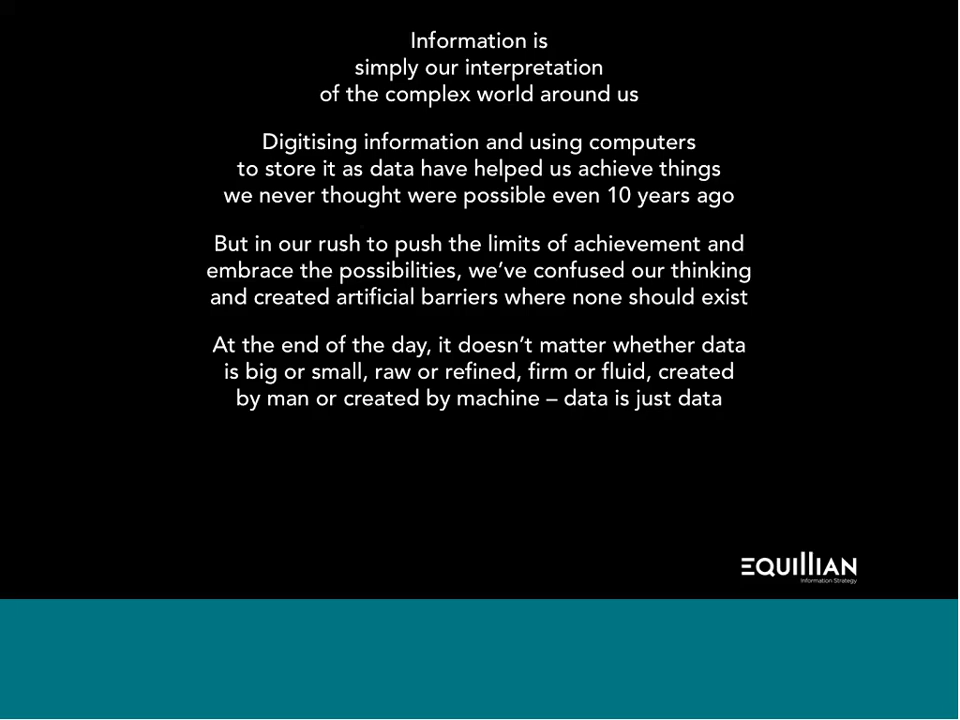 Information is
simply our interpretation
of the complex world around us
Digitising information and using computers
to store it as data have helped us achieve things
we never thought were possible even 10 years ago
But in our rush to push the limits of achievement and
embrace the possibilities, we’ve confused our thinking
and created artificial barriers where none should exist
At the end of the day, it doesn’t matter whether data
is big or small, raw or refined, firm or fluid, created
by man or created by machine – data is just data
EQUILLIAN
Information Strategy